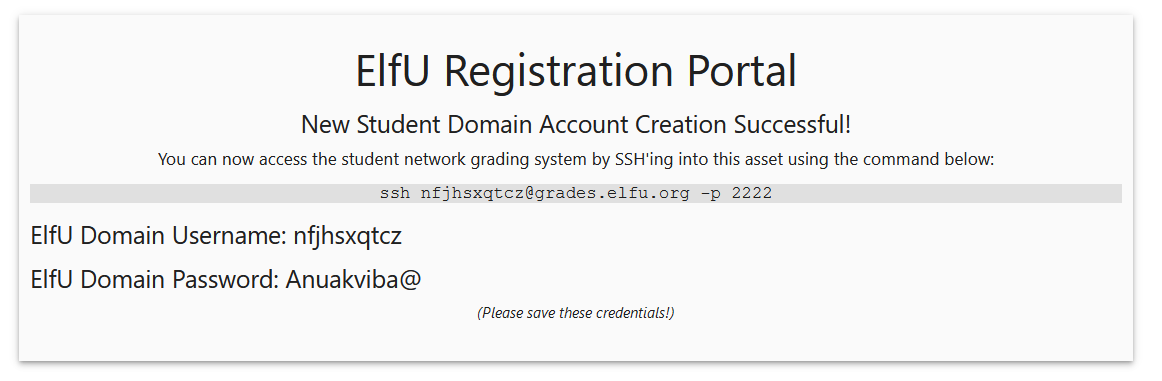 ElfU Registration Portal
New Student Domain Account Creation Successful!
You can now access the student network grading system by SSH'ing into this asset using the command below:
ssh nfjhsxqtcz@grades.elfu.org -p 2222
ElfU Domain Username: nfjhsxqtcz
ElfU Domain Password: Anuakviba@
(Please save these credentials!)